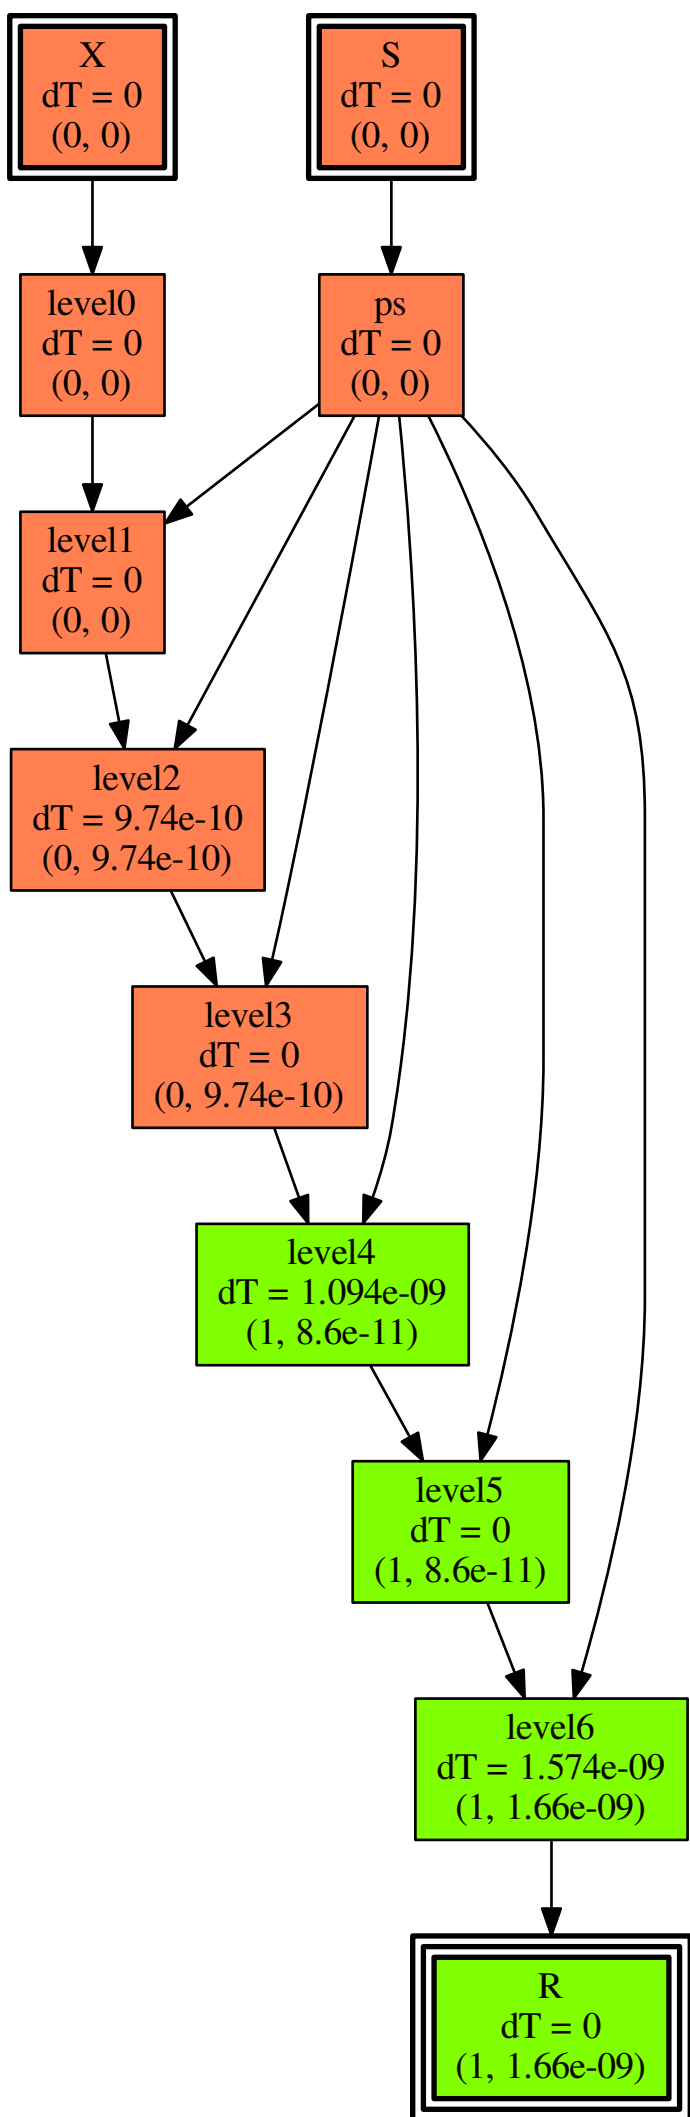 X
dT = 0
(0, 0)
S
dT = 0
(0, 0)
level0
dT = 0
(0, 0)
ps
dT = 0
(0, 0)
level1
dT = 0
(0, 0)
level2
dT = 9.74e-10
(0, 9.74e-10)
level3
dT = 0
(0, 9.74e-10)
level4
dT = 1.094e-09
(1, 8.6e-11)
level5
dT = 0
(1, 8.6e-11)
level6
dT = 1.574e-09
(1, 1.66e-09)
R
dT = 0
(1, 1.66e-09)